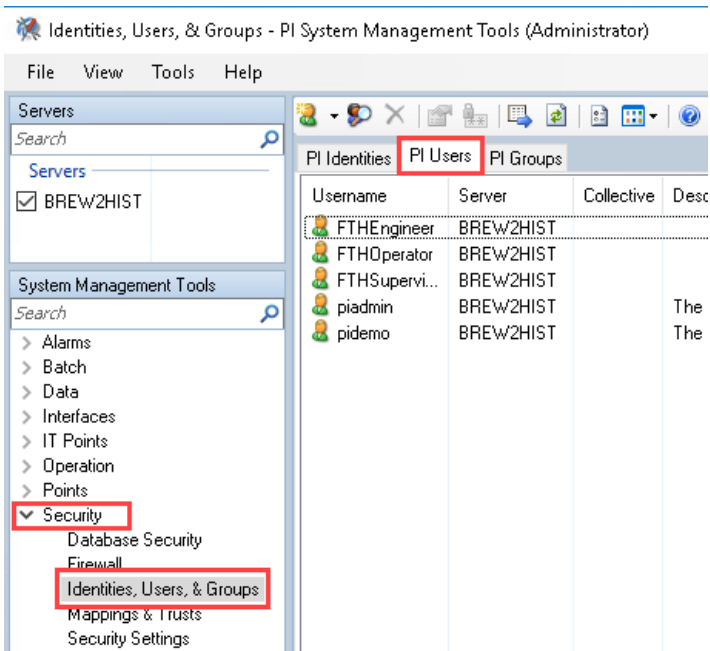 Identities, Users, & Groups - PI System Management Tools (Administrator)
File View Tools Help
Servers
Search
Servers
BREW2HIST
System Management Tools
Search
Alarms
Batch
Data
Interfaces
IT Points
Operation
Points
Security
Database Security
Firewall
Identities, Users, & Groups
Mappings & Trusts
Security Settings
PI Identities PI Users PI Groups
Username Server Collective Desc
FTHEngineer BREW2HIST
FTHOperator BREW2HIST
FTHSupervi... BREW2HIST
piadmin BREW2HIST The
pidemo BREW2HIST The